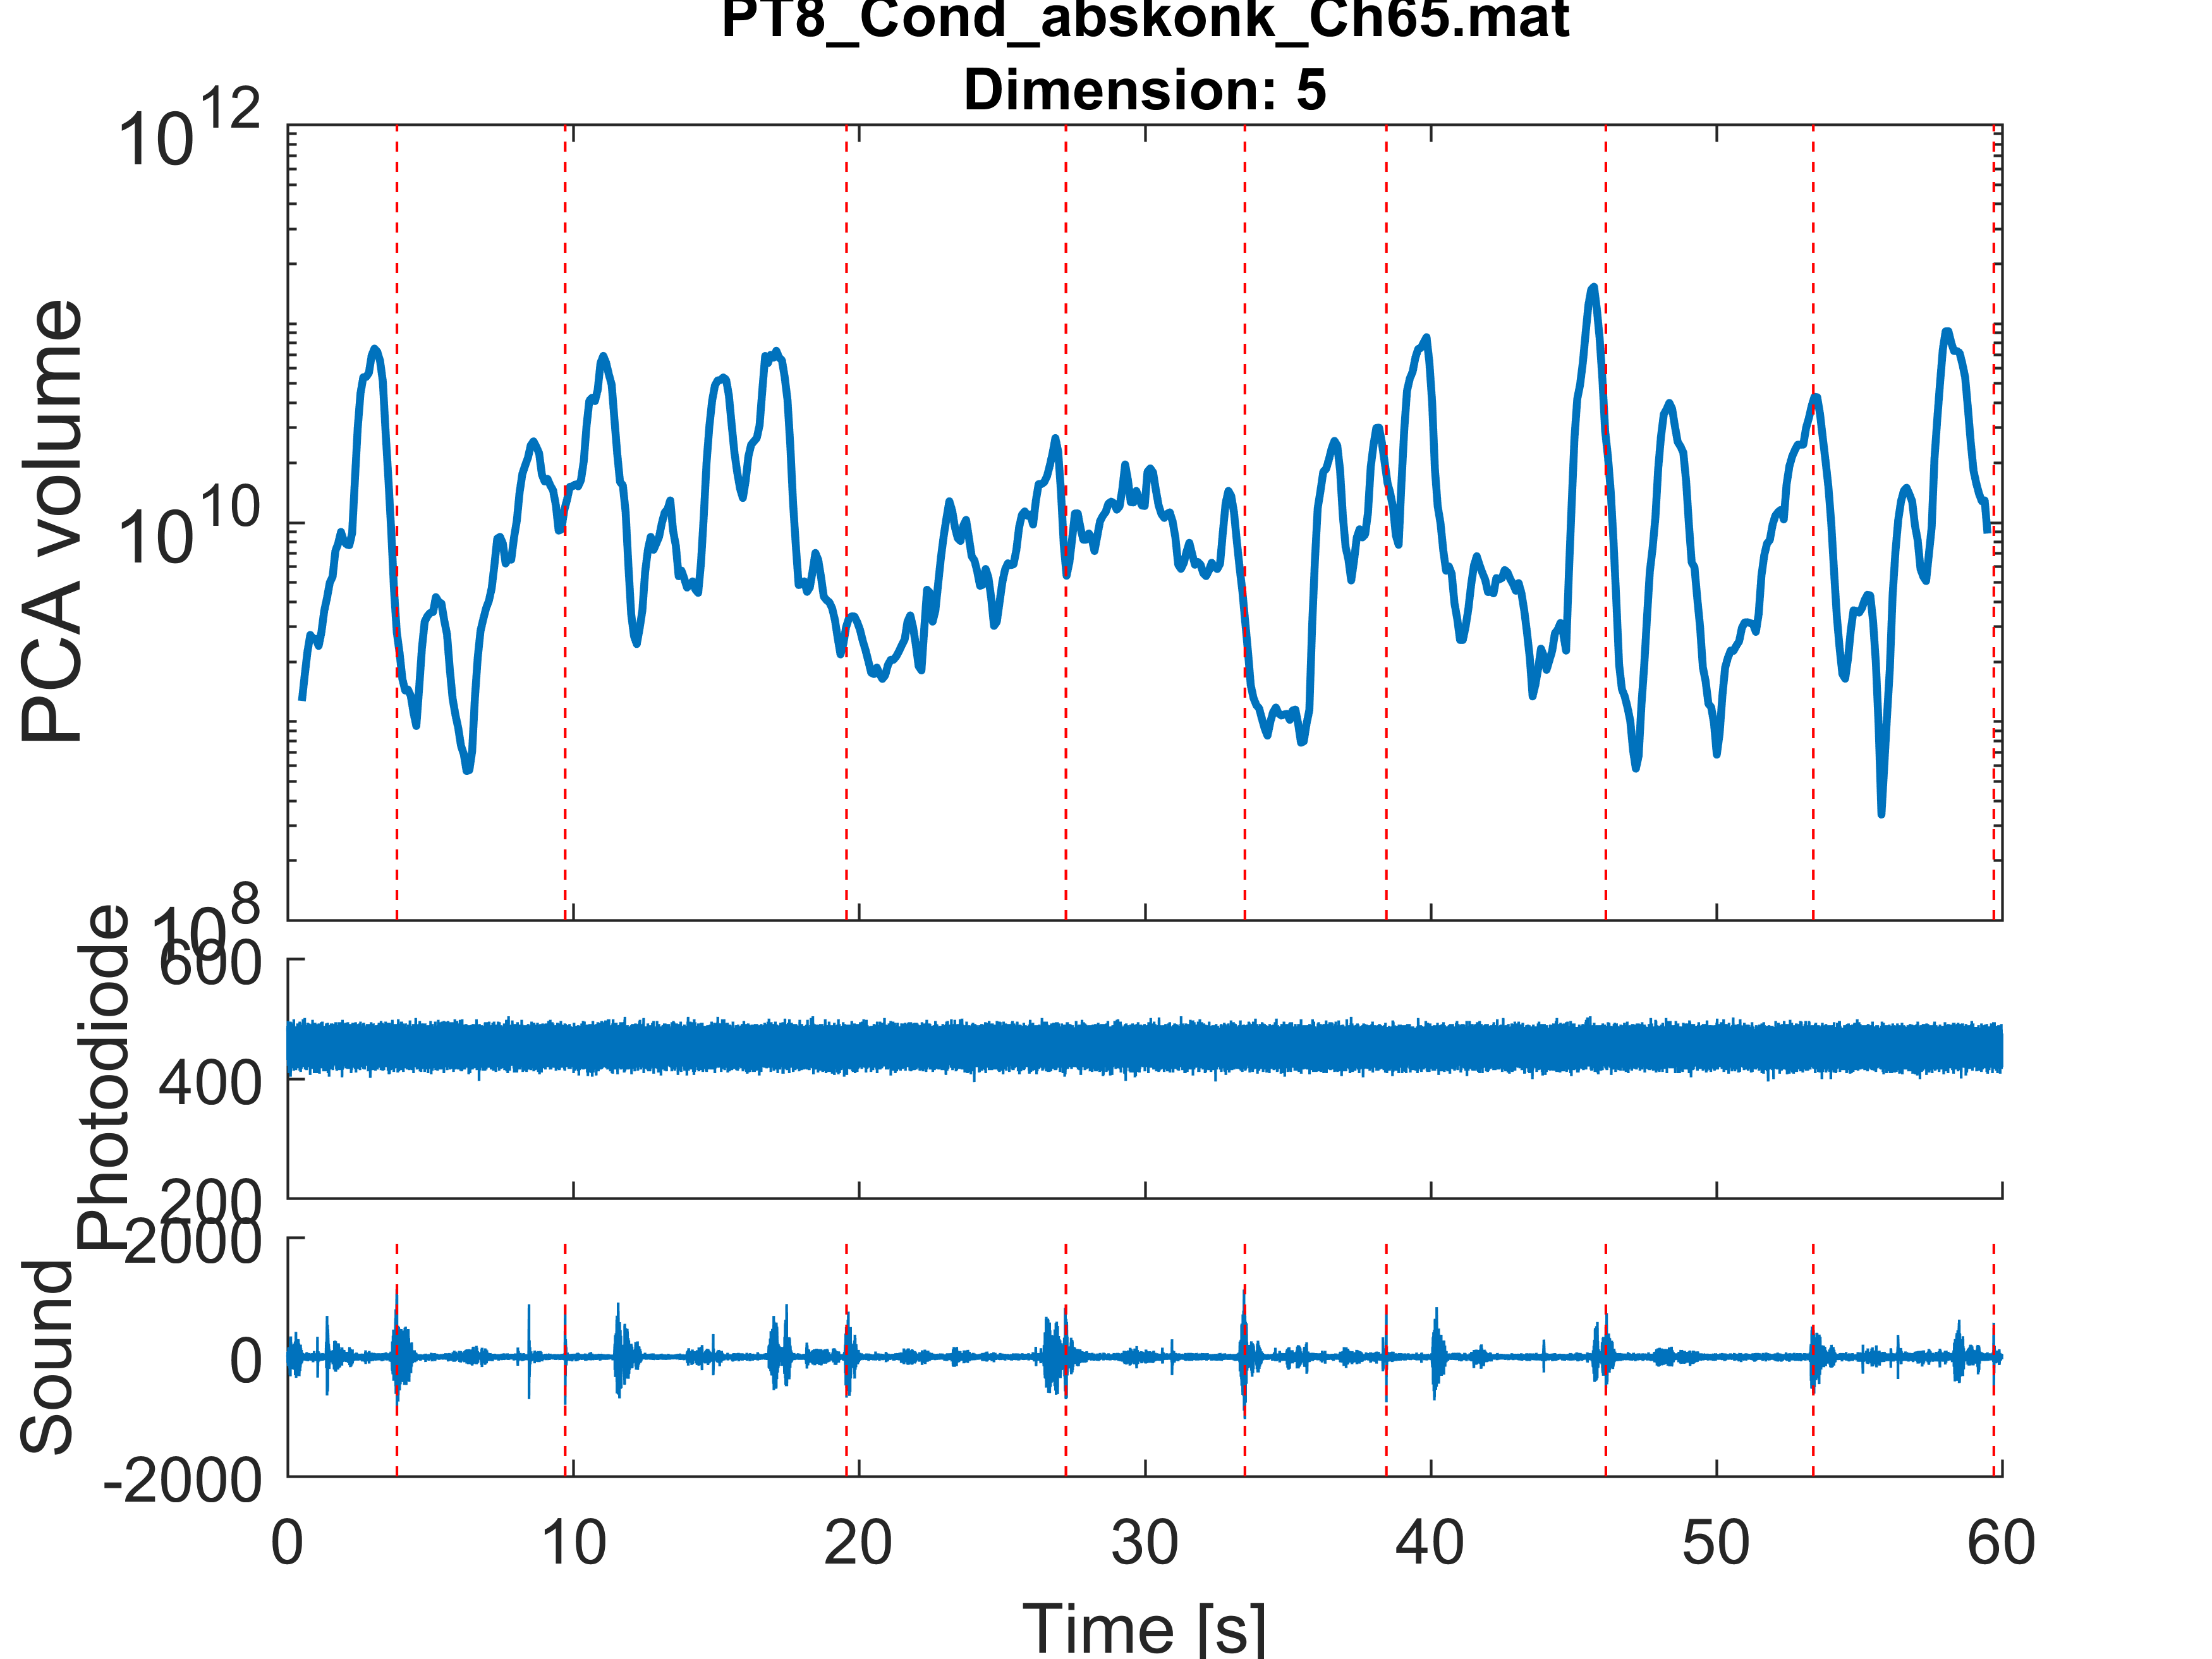 PT8_Cond_abskonk_Ch65.mat
Dimension: 5
PCA volume
10^12
10^10
10^8
Photodiode
600
400
200
Sound
2000
0
-2000
0 10 20 30 40 50 60
Time [s]